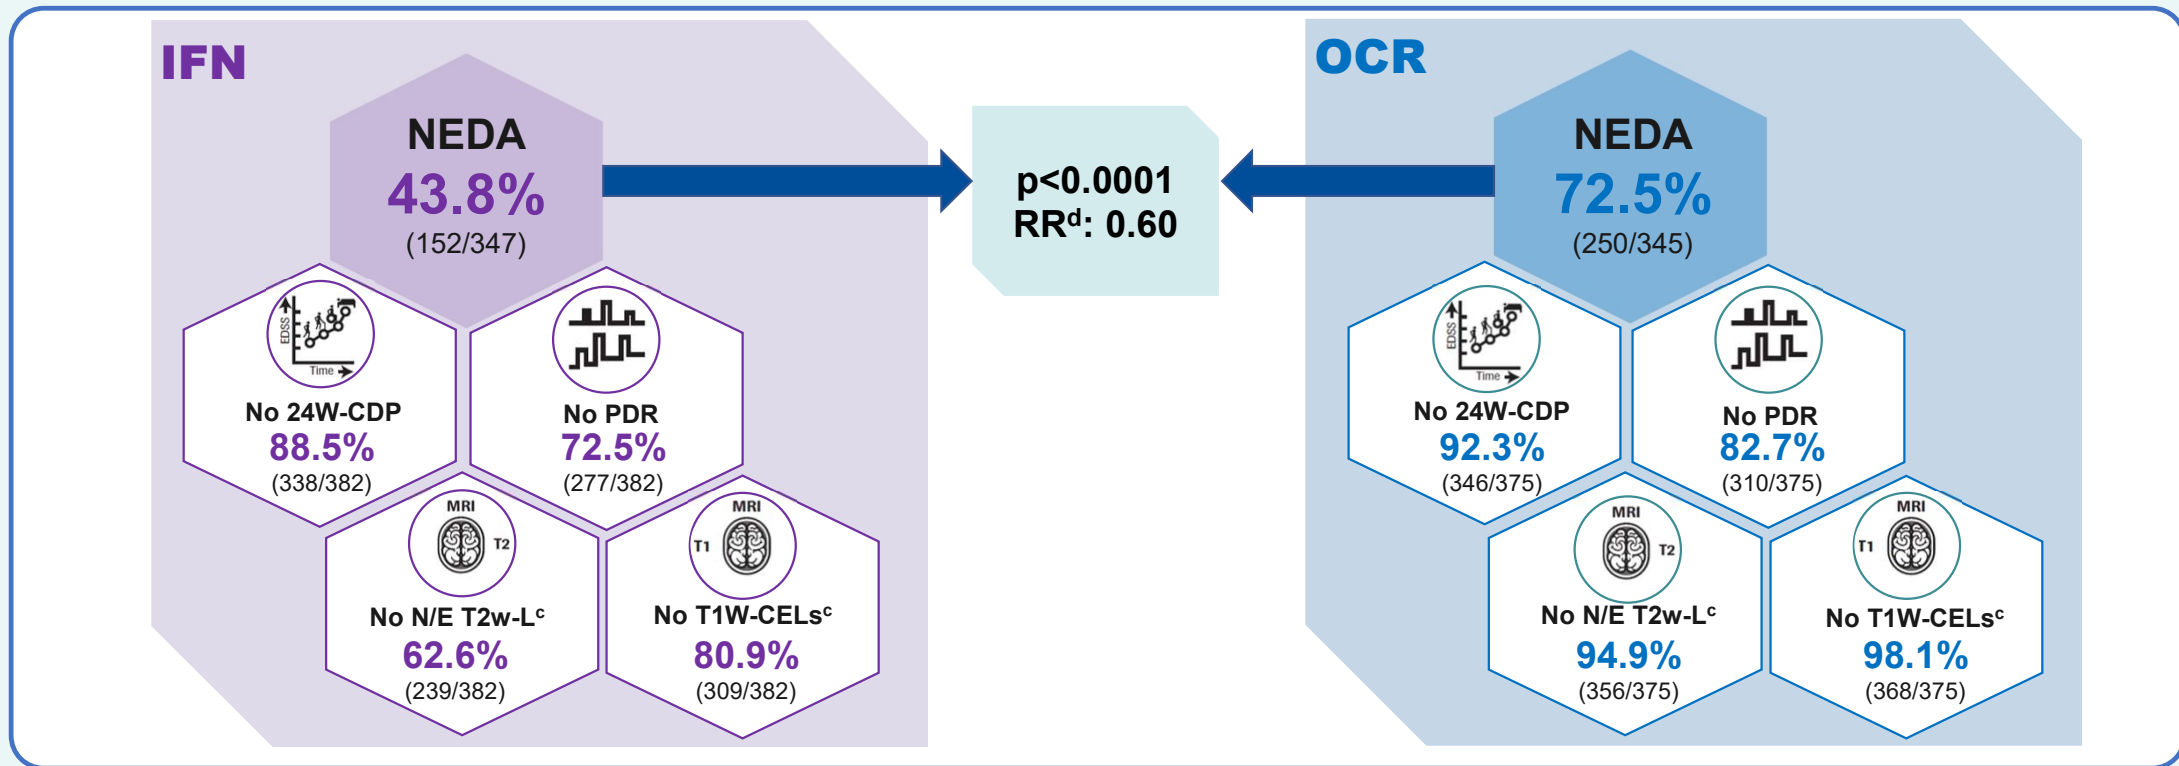 IFN
NEDA
43.8%
(152/347)
EDSS
Time
No 24W-CDP
88.5%
(338/382)
No PDR
72.5%
(277/382)
MRI
T2
No N/E T2w-Lᶜ
62.6%
(239/382)
MRI
T1
No T1W-CELsᶜ
80.9%
(309/382)
p<0.0001
RRᵈ: 0.60
OCR
NEDA
72.5%
(250/345)
EDSS
Time
No 24W-CDP
92.3%
(346/375)
No PDR
82.7%
(310/375)
MRI
T2
No N/E T2w-Lᶜ
94.9%
(356/375)
MRI
T1
No T1W-CELsᶜ
98.1%
(368/375)